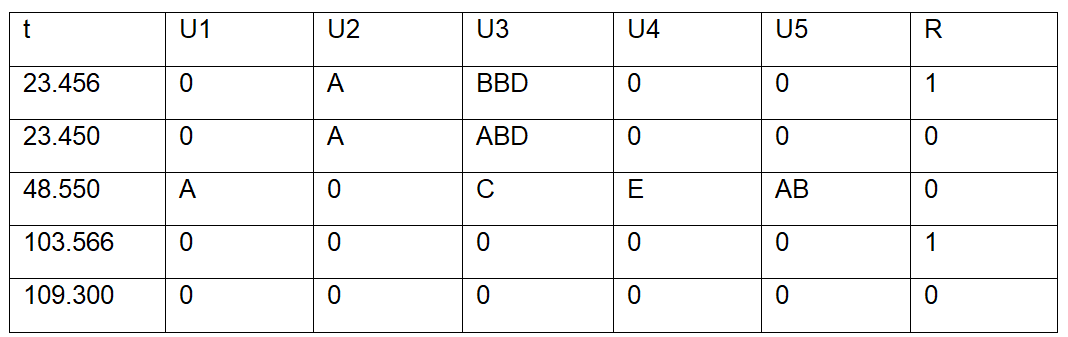 t U1 U2 U3 U4 U5 R
23.456 0 A BBD 0 0 1
23.450 0 A ABD 0 0 0
48.550 A 0 C E AB 0
103.566 0 0 0 0 0 1
109.300 0 0 0 0 0 0